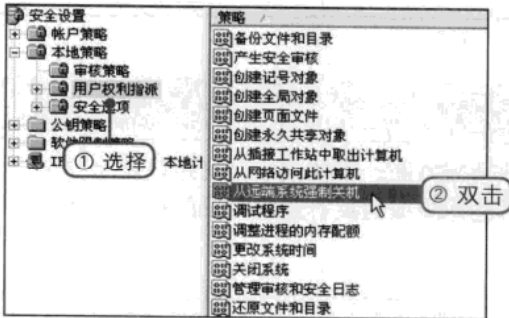 安全设置
帐户策略
本地策略
审核策略
用户权利指派
安全选项
公钥策略
① 选择
本地计
策略
备份文件和目录
产生安全审核
创建记号对象
创建全局对象
创建页面文件
创建永久共享对象
从插接工作站中取出计算机
从网络访问此计算机
从远端系统强制关机
② 双击
调试程序
调整进程的内存配额
更改系统时间
关闭系统
管理审核和安全日志
还原文件和目录